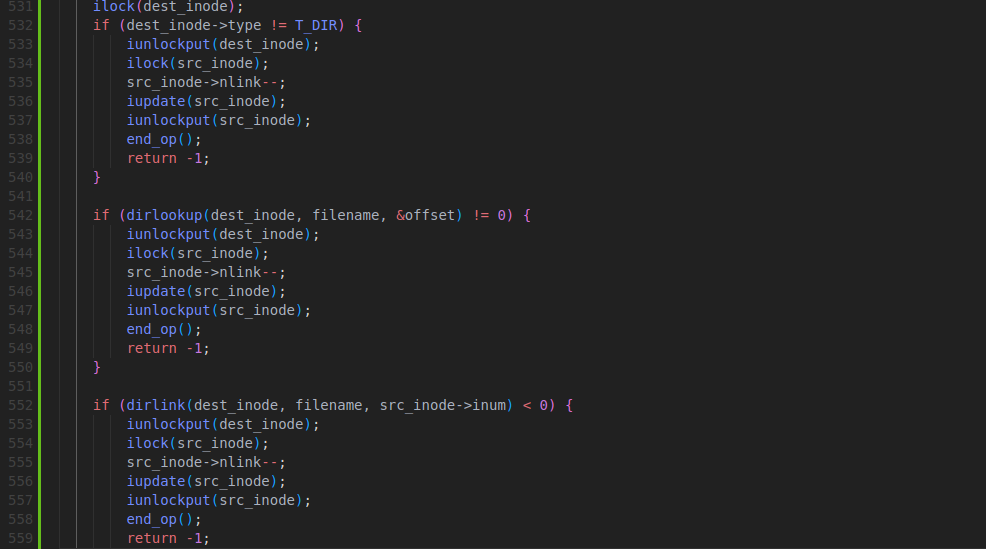 531 ilock(dest_inode);
532 if (dest_inode->type != T_DIR) {
533 iunlockput(dest_inode);
534 ilock(src_inode);
535 src_inode->nlink--;
536 iupdate(src_inode);
537 iunlockput(src_inode);
538 end_op();
539 return -1;
540 }
541
542 if (dirlookup(dest_inode, filename, &offset) != 0) {
543 iunlockput(dest_inode);
544 ilock(src_inode);
545 src_inode->nlink--;
546 iupdate(src_inode);
547 iunlockput(src_inode);
548 end_op();
549 return -1;
550 }
551
552 if (dirlink(dest_inode, filename, src_inode->inum) < 0) {
553 iunlockput(dest_inode);
554 ilock(src_inode);
555 src_inode->nlink--;
556 iupdate(src_inode);
557 iunlockput(src_inode);
558 end_op();
559 return -1;